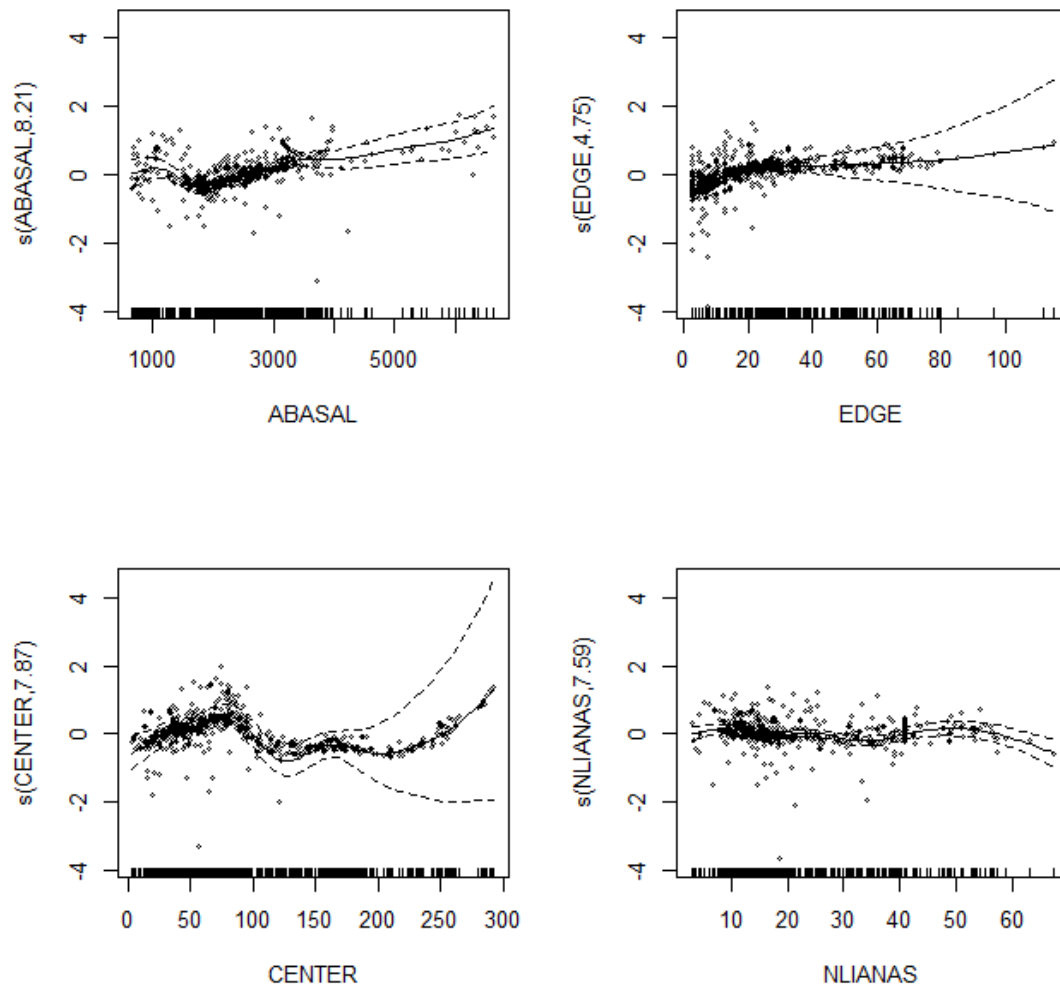 s(ABASAL,8.21)
4
2
0
-2
-4
1000 3000 5000
ABASAL
s(EDGE,4.75)
4
2
0
-2
-4
0 20 40 60 80 100
EDGE
s(CENTER,7.87)
4
2
0
-2
-4
0 50 100 150 200 250 300
CENTER
s(NLIANAS,7.59)
4
2
0
-2
-4
10 20 30 40 50 60
NLIANAS